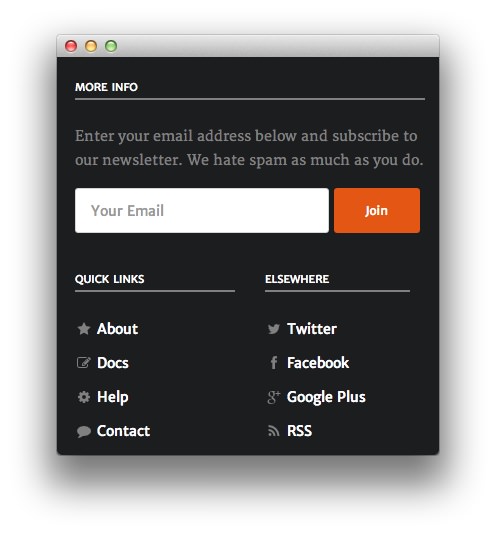 MORE INFO
Enter your email address below and subscribe to
our newsletter. We hate spam as much as you do.
Your Email
Join
QUICK LINKS
About
Docs
Help
Contact
ELSEWHERE
Twitter
Facebook
Google Plus
RSS